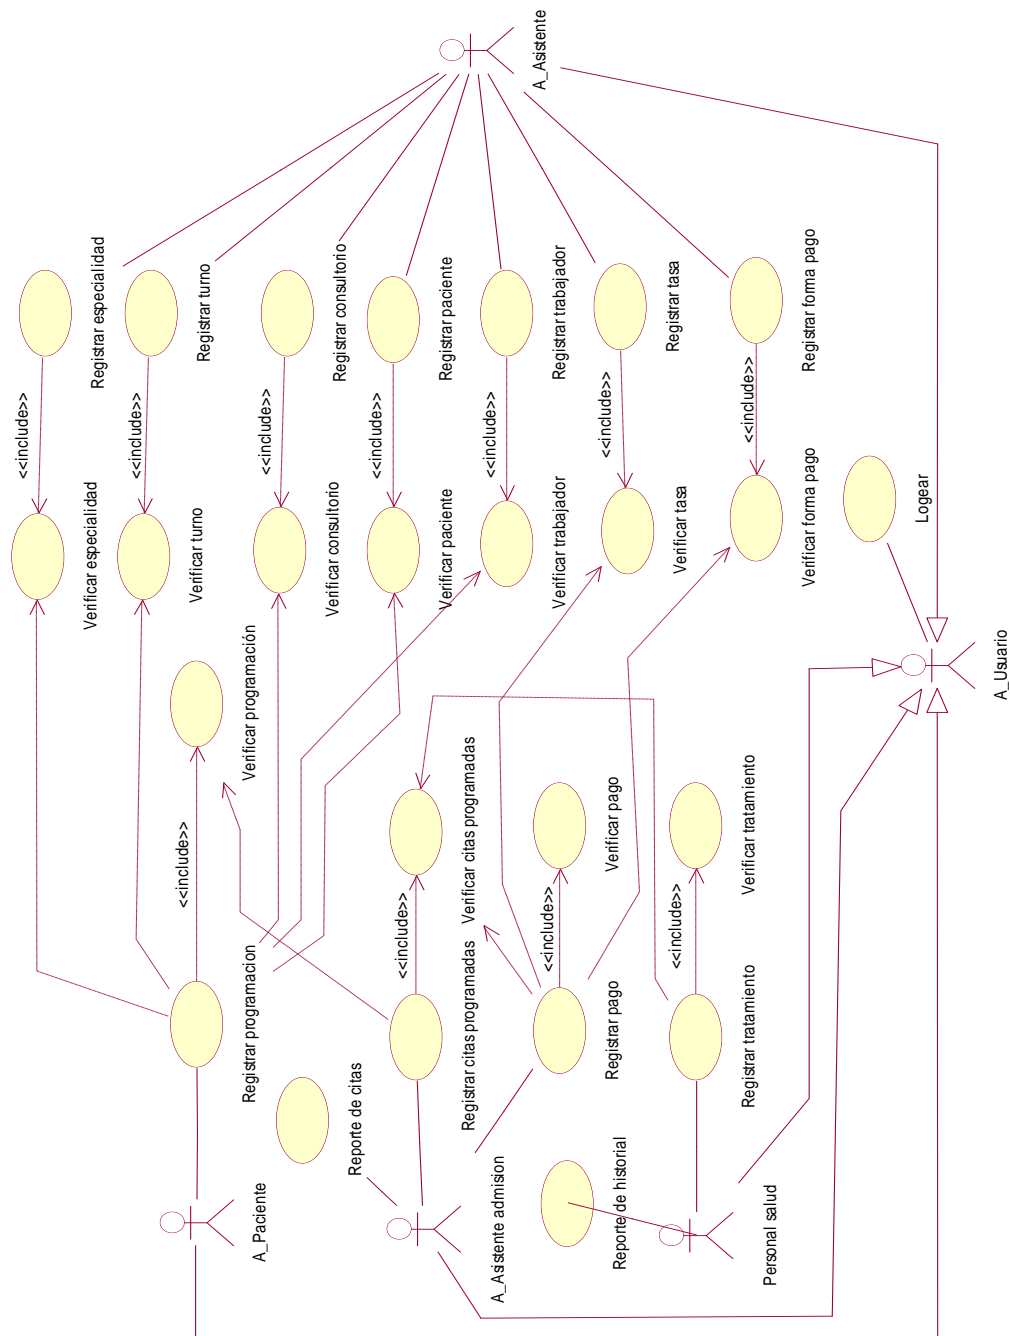 A_Asistente
Registrar especialidad
Registrar turno
Registrar consultorio
Registrar paciente
Registrar trabajador
Registrar tasa
Registrar forma pago
<<include>>
<<include>>
<<include>>
<<include>>
<<include>>
<<include>>
<<include>>
Verificar especialidad
Verificar turno
Verificar consultorio
Verificar paciente
Verificar trabajador
Verificar tasa
Verificar forma pago
Logear
A_Usuario
Verificar programación
Verificar citas programadas
Verificar pago
Verificar tratamiento
<<include>>
<<include>>
<<include>>
<<include>>
Registrar programacion
Registrar citas programadas
Registrar pago
Registrar tratamiento
Reporte de citas
Reporte de historial
A_Paciente
A_Asistente admision
Personal salud